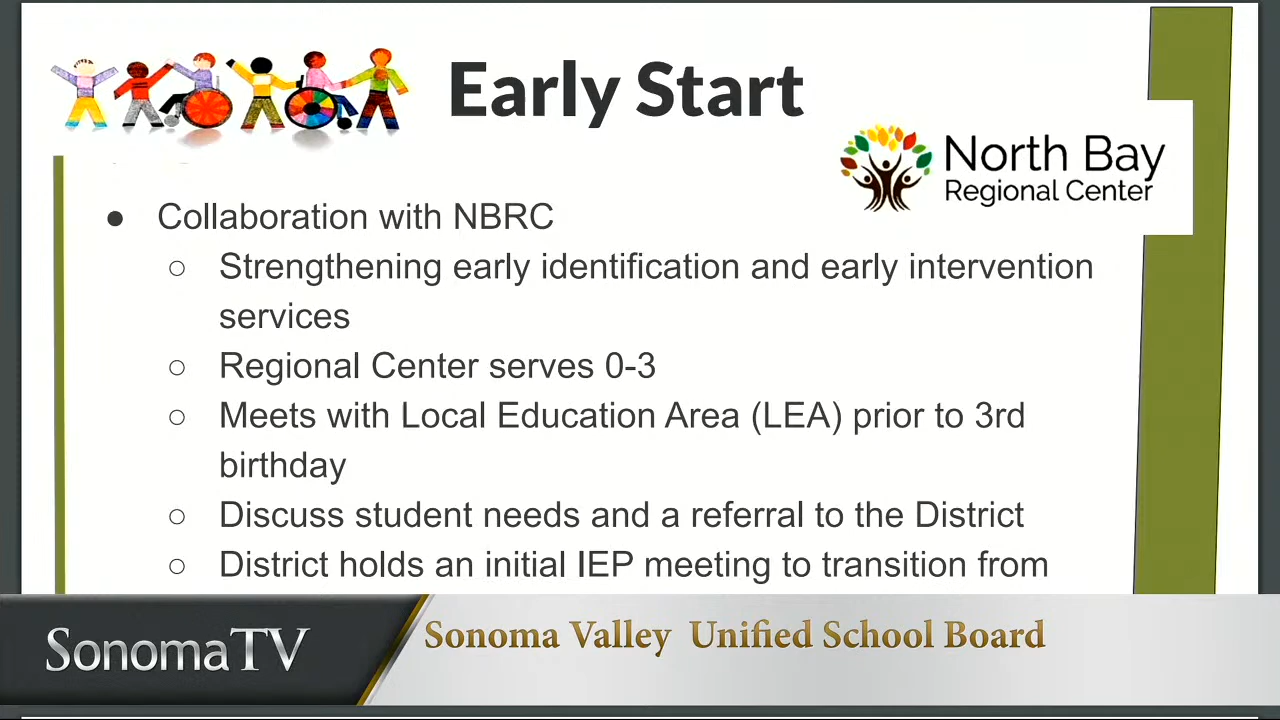 Early Start
North Bay
Regional Center
● Collaboration with NBRC
○ Strengthening early identification and early intervention
services
○ Regional Center serves 0-3
○ Meets with Local Education Area (LEA) prior to 3rd
birthday
○ Discuss student needs and a referral to the District
○ District holds an initial IEP meeting to transition from
SonomaTV
Sonoma Valley Unified School Board